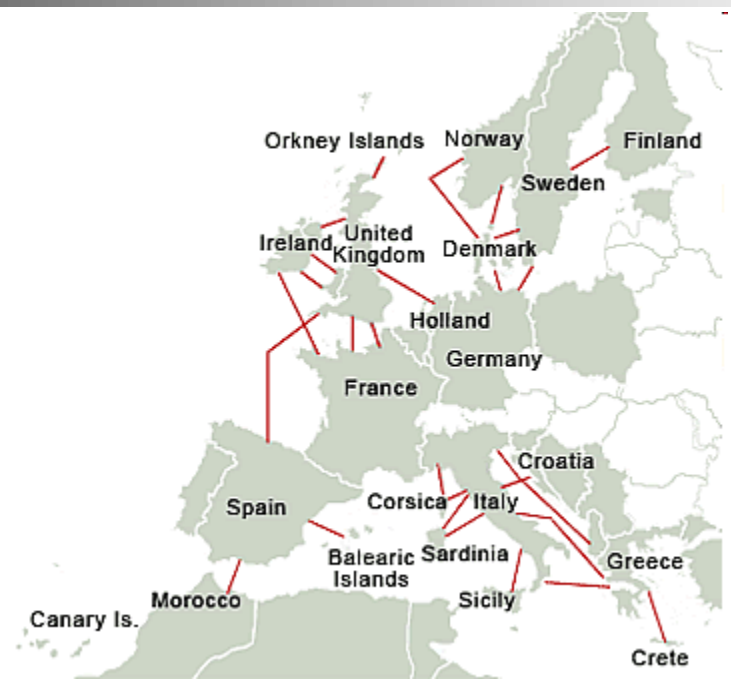 Orkney Islands
Norway
Finland
Sweden
Ireland
United
Kingdom
Denmark
Holland
Germany
France
Croatia
Spain
Corsica
Italy
Balearic
Islands
Sardinia
Greece
Morocco
Sicily
Canary Is.
Crete